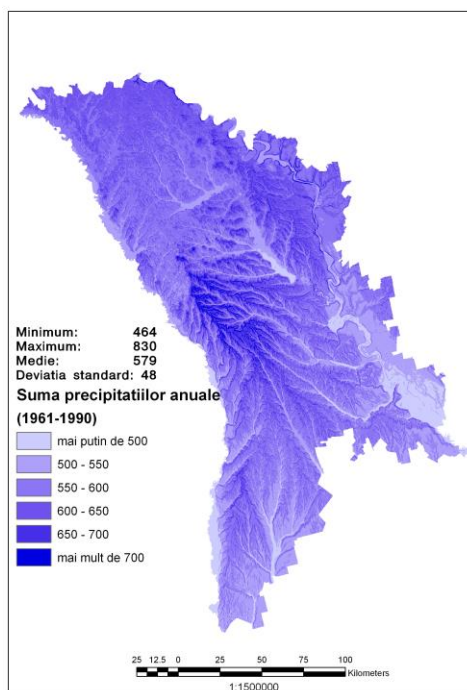 Minimum: 464
Maximum: 830
Medie: 579
Deviatia standard: 48
Suma precipitatiilor anuale
(1961-1990)
mai putin de 500
500 - 550
550 - 600
600 - 650
650 - 700
mai mult de 700
25 12.5 0 25 50 75 100
Kilometers
1:1500000